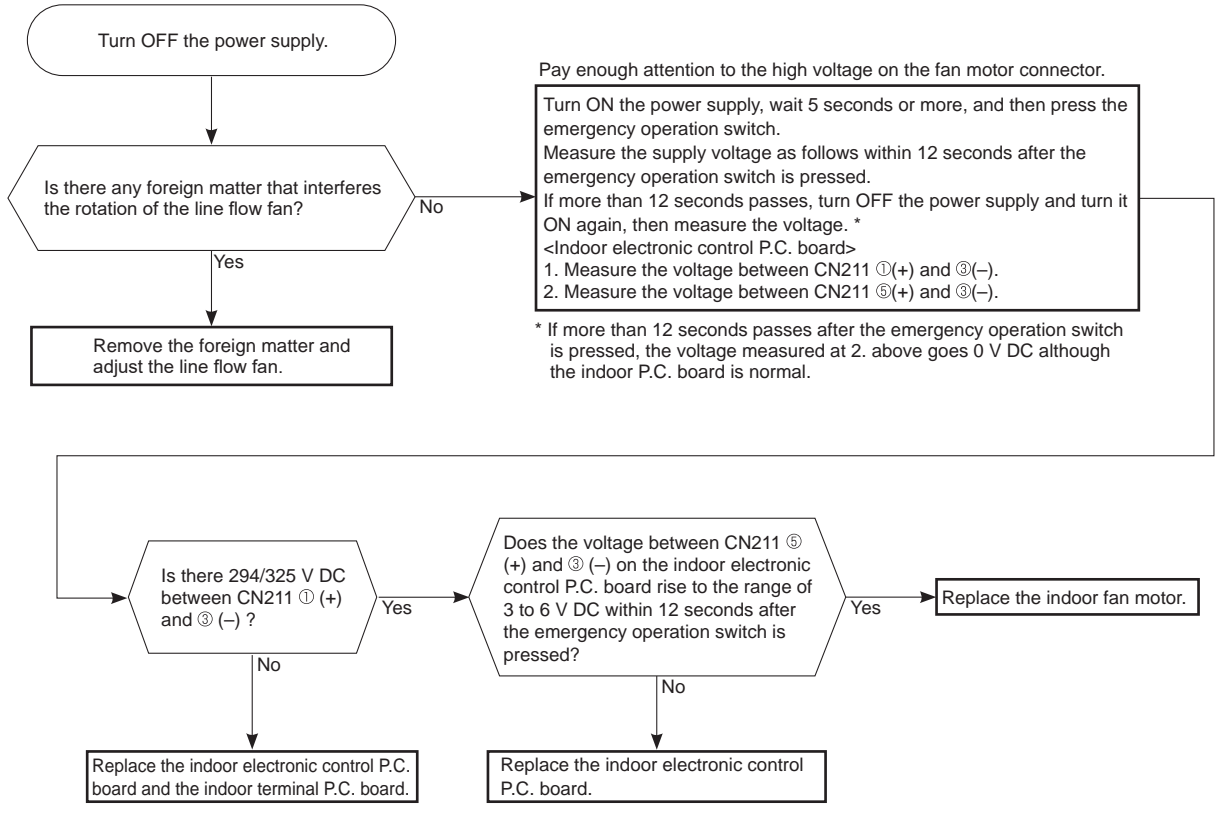 Turn OFF the power supply.
Is there any foreign matter that interferes
the rotation of the line flow fan?
No
Yes
Remove the foreign matter and
adjust the line flow fan.
Pay enough attention to the high voltage on the fan motor connector.
Turn ON the power supply, wait 5 seconds or more, and then press the
emergency operation switch.
Measure the supply voltage as follows within 12 seconds after the
emergency operation switch is pressed.
If more than 12 seconds passes, turn OFF the power supply and turn it
ON again, then measure the voltage. *
<Indoor electronic control P.C. board>
1. Measure the voltage between CN211 ①(+) and ③(–).
2. Measure the voltage between CN211 ⑤(+) and ③(–).
* If more than 12 seconds passes after the emergency operation switch
is pressed, the voltage measured at 2. above goes 0 V DC although
the indoor P.C. board is normal.
Is there 294/325 V DC
between CN211 ① (+)
and ③ (–) ?
Yes
No
Replace the indoor electronic control P.C.
board and the indoor terminal P.C. board.
Does the voltage between CN211 ⑤
(+) and ③ (–) on the indoor electronic
control P.C. board rise to the range of
3 to 6 V DC within 12 seconds after
the emergency operation switch is
pressed?
Yes
No
Replace the indoor electronic control
P.C. board.
Replace the indoor fan motor.